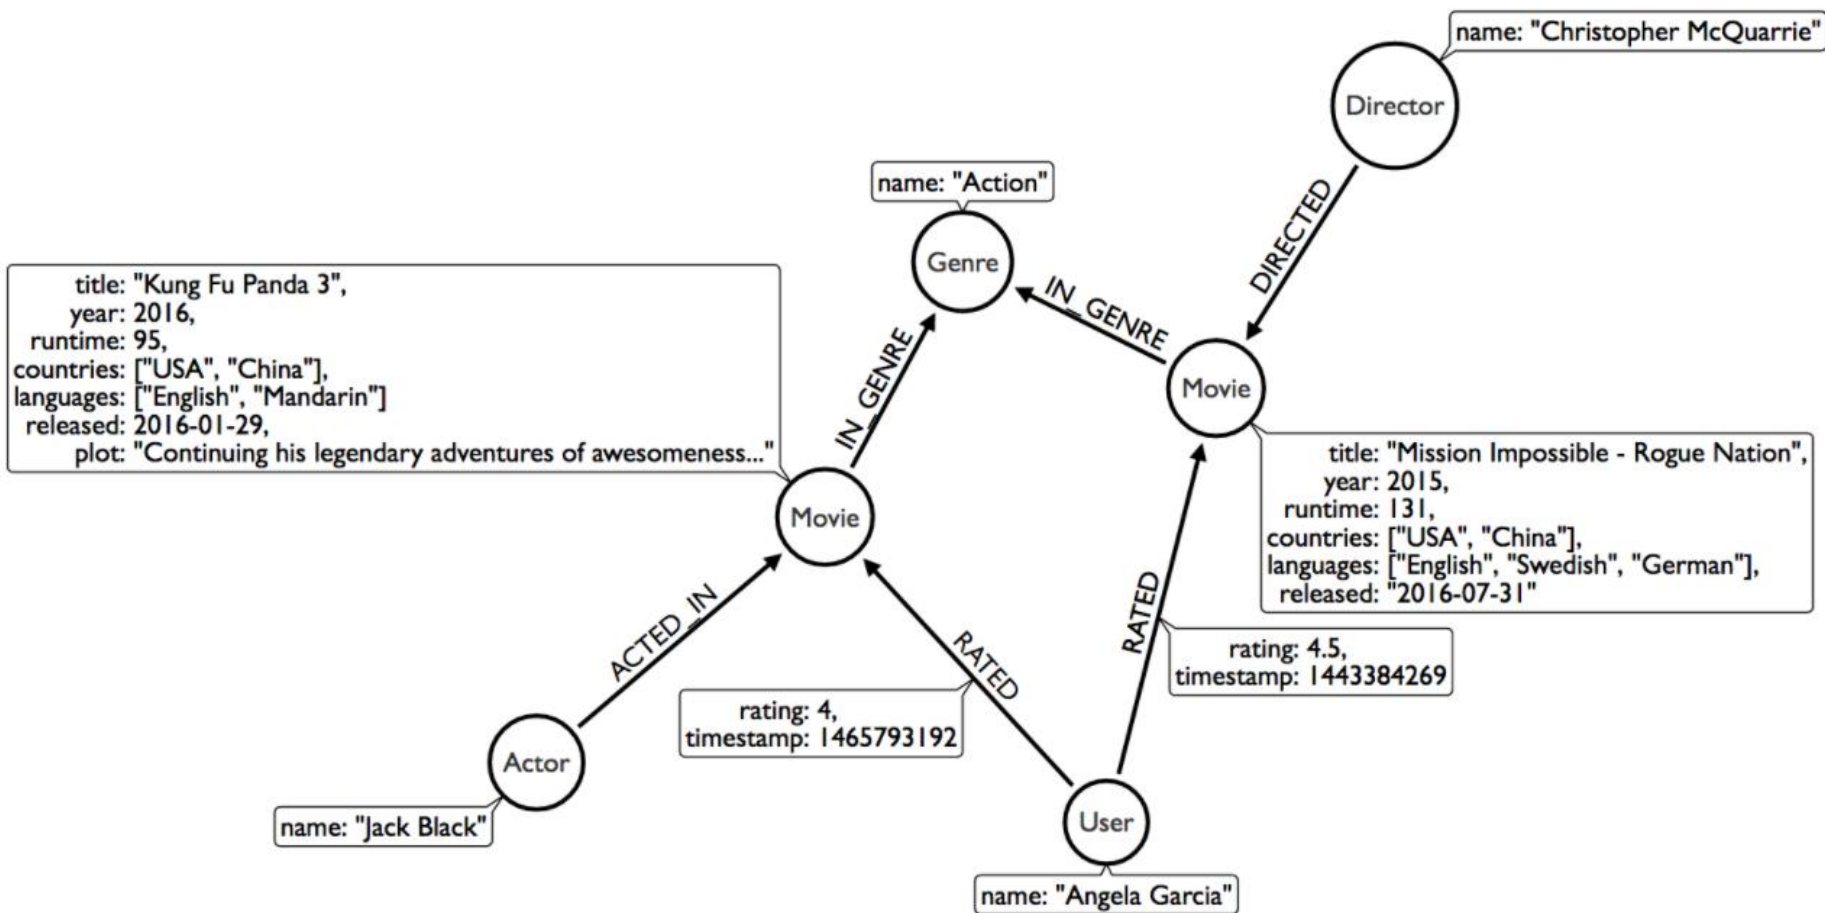 name: "Christopher McQuarrie"
Director
name: "Action"
DIRECTED
Genre
IN_GENRE
title: "Kung Fu Panda 3",
year: 2016,
runtime: 95,
countries: ["USA", "China"],
languages: ["English", "Mandarin"]
released: 2016-01-29,
plot: "Continuing his legendary adventures of awesomeness..."
IN_GENRE
Movie
title: "Mission Impossible - Rogue Nation",
year: 2015,
runtime: 131,
countries: ["USA", "China"],
languages: ["English", "Swedish", "German"],
released: "2016-07-31"
Movie
ACTED_IN
RATED
RATED
rating: 4.5,
timestamp: 1443384269
rating: 4,
timestamp: 1465793192
Actor
name: "Jack Black"
User
name: "Angela Garcia"